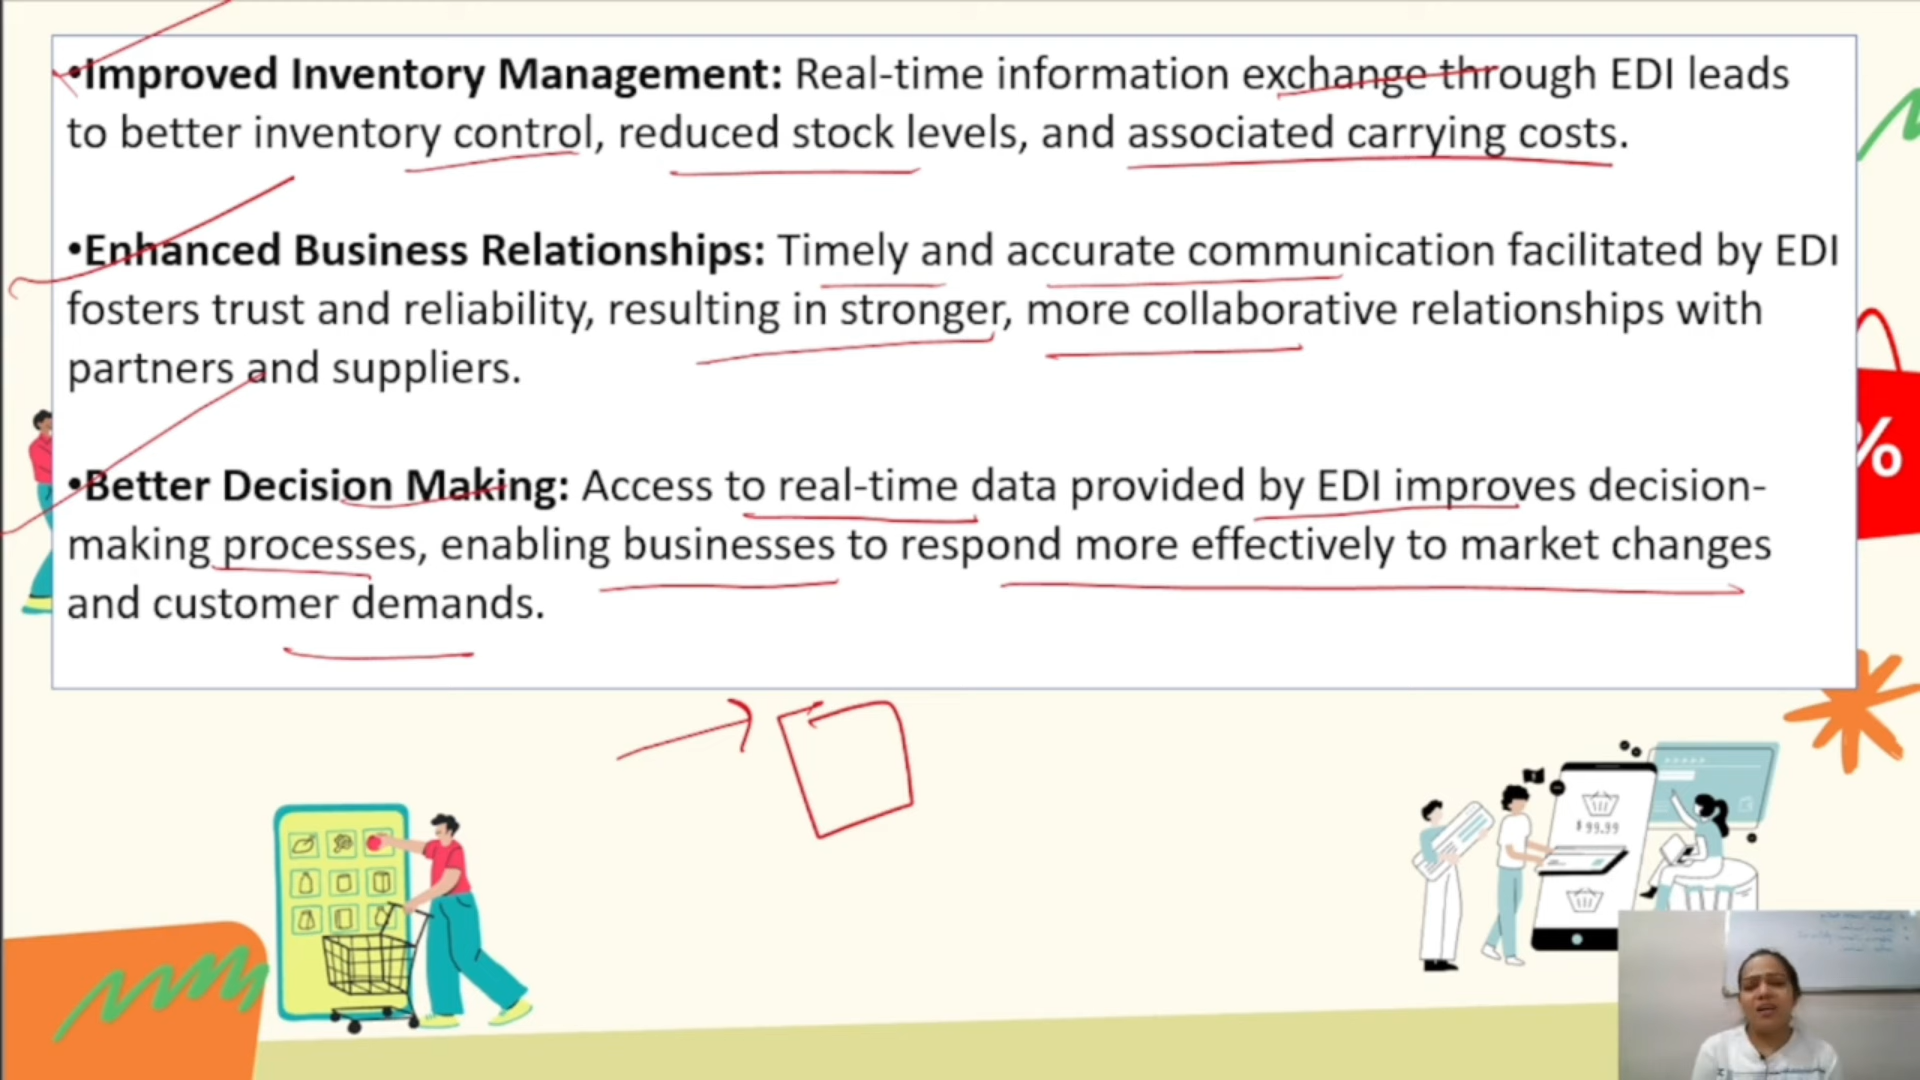 •Improved Inventory Management: Real-time information exchange through EDI leads
to better inventory control, reduced stock levels, and associated carrying costs.
•Enhanced Business Relationships: Timely and accurate communication facilitated by EDI
fosters trust and reliability, resulting in stronger, more collaborative relationships with
partners and suppliers.
•Better Decision Making: Access to real-time data provided by EDI improves decision-
making processes, enabling businesses to respond more effectively to market changes
and customer demands.
%
$99.99